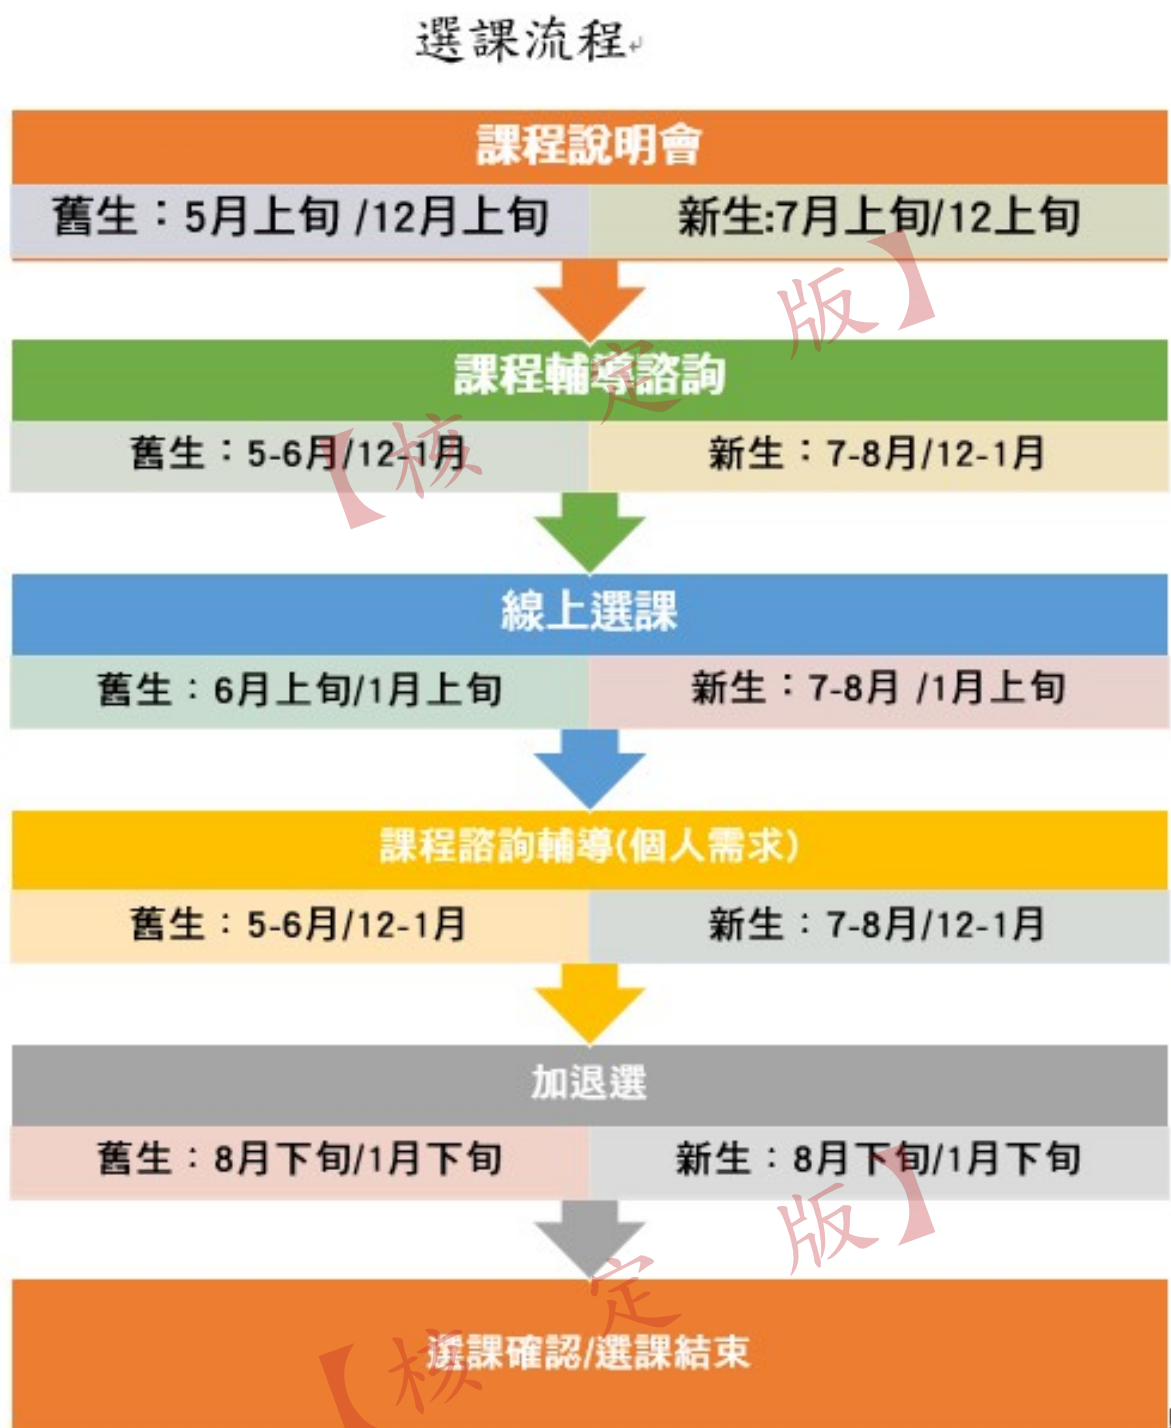 選課流程
課程說明會
舊生：5月上旬 /12月上旬
新生:7月上旬/12上旬
課程輔導諮詢
舊生：5-6月/12-1月
新生：7-8月/12-1月
線上選課
舊生：6月上旬/1月上旬
新生：7-8月 /1月上旬
課程諮詢輔導(個人需求)
舊生：5-6月/12-1月
新生：7-8月/12-1月
加退選
舊生：8月下旬/1月下旬
新生：8月下旬/1月下旬
選課確認/選課結束
【核定版】
【核定版】